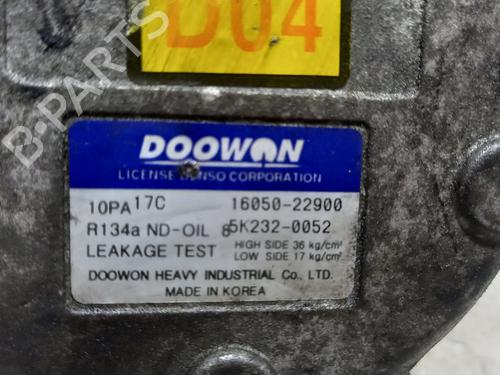 D04
DOOWON
LICENSE DENSO CORPORATION
10PA17C 16050-22900
R134a ND-OIL 8 5K232-0052
LEAKAGE TEST HIGH SIDE 36 kg/cm²
LOW SIDE 17 kg/cm²
DOOWON HEAVY INDUSTRIAL Co., LTD.
MADE IN KOREA
B-PARTS